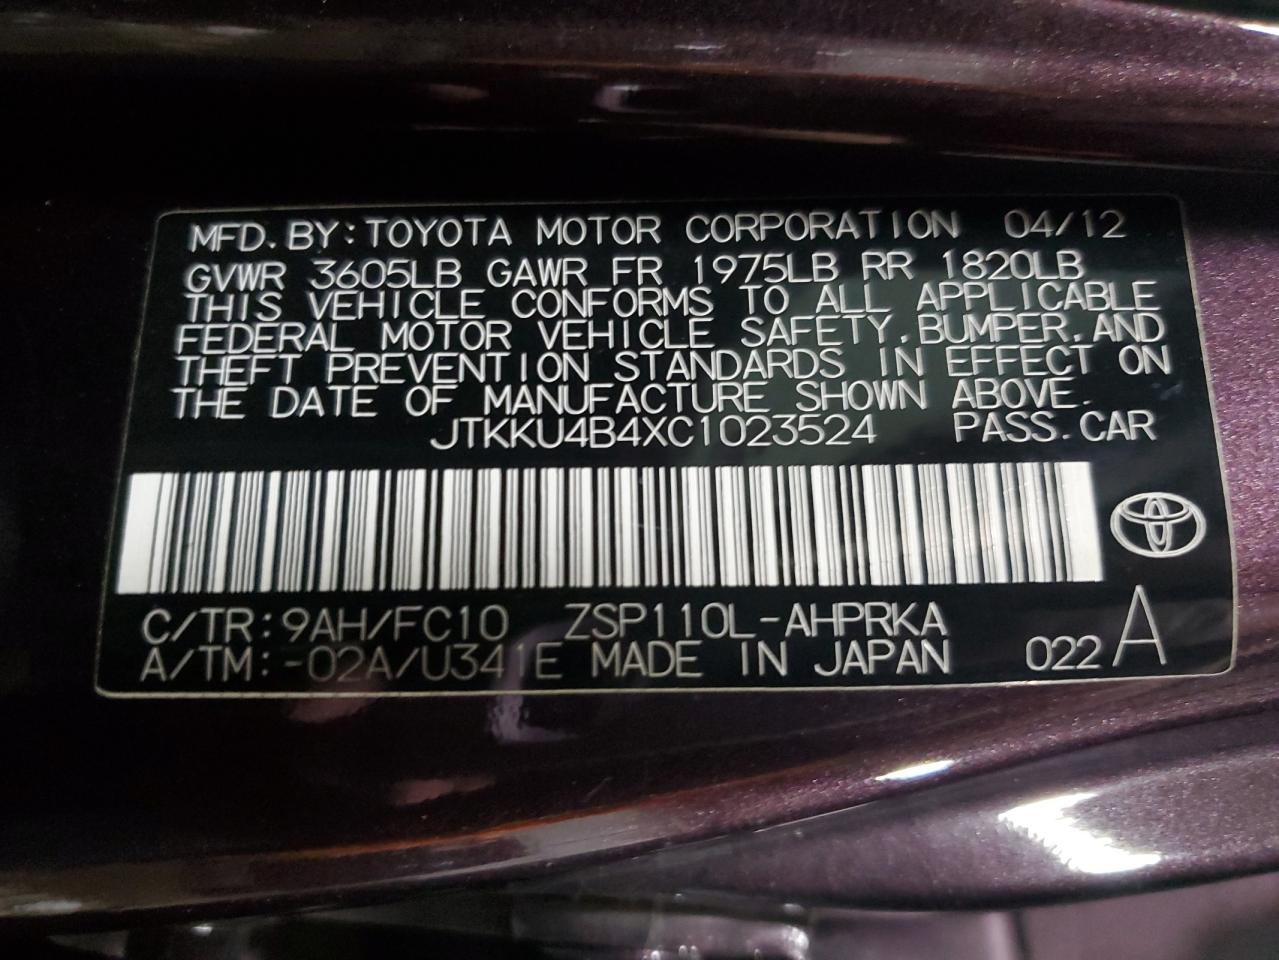 MFD. BY: TOYOTA MOTOR CORPORATION 04/12
GVWR 3605LB GAWR FR 1975LB RR 1820LB
THIS VEHICLE CONFORMS TO ALL APPLICABLE
FEDERAL MOTOR VEHICLE SAFETY, BUMPER, AND
THEFT PREVENTION STANDARDS IN EFFECT ON
THE DATE OF MANUFACTURE SHOWN ABOVE.
JTKKU4B4XC1023524 PASS. CAR
C/TR: 9AH/FC10 ZSP110L-AHPRKA
A/TM: -02A/U341E MADE IN JAPAN 022 A